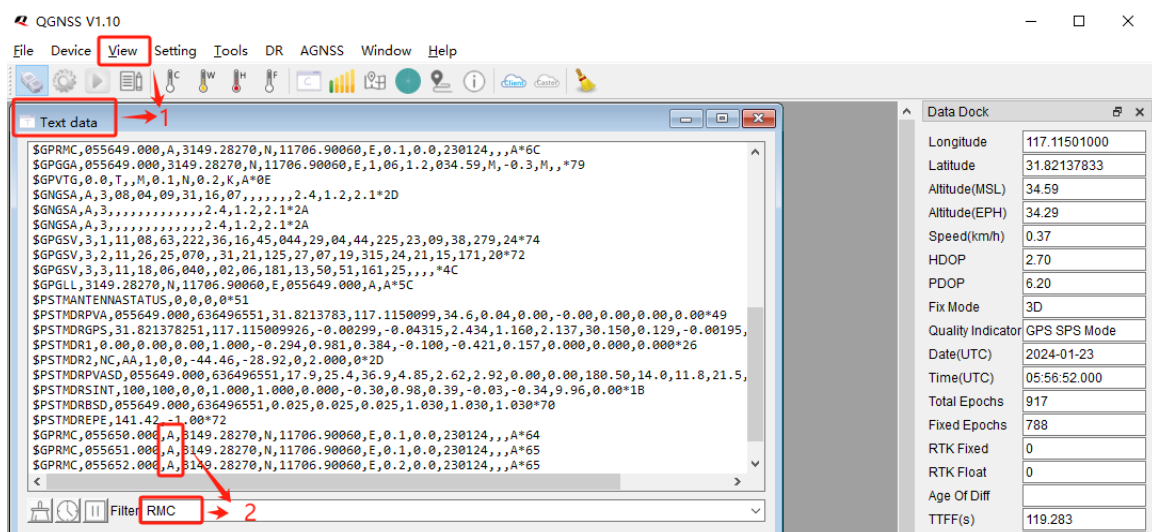 QGNSS V1.10
File Device View Setting Tools DR AGNSS Window Help
C W H F Client Caster
Text data 1
$GPRMC,055649.000,A,3149.28270,N,11706.90060,E,0.1,0.0,230124,,,A*6C
$GPGGA,055649.000,3149.28270,N,11706.90060,E,1,06,1.2,034.59,M,-0.3,M,,*79
$GPVTG,0.0,T,,M,0.1,N,0.2,K,A*0E
$GNGSA,A,3,08,04,09,31,16,07,,,,,,,2.4,1.2,2.1*2D
$GNGSA,A,3,,,,,,,,,,,,,2.4,1.2,2.1*2A
$GNGSA,A,3,,,,,,,,,,,,,2.4,1.2,2.1*2A
$GPGSV,3,1,11,08,63,222,36,16,45,044,29,04,44,225,23,09,38,279,24*74
$GPGSV,3,2,11,26,25,070,,31,21,125,27,07,19,315,24,21,15,171,20*72
$GPGSV,3,3,11,18,06,040,,02,06,181,13,50,51,161,25,,,,*4C
$GPGLL,3149.28270,N,11706.90060,E,055649.000,A,A*5C
$PSTMANTENNASTATUS,0,0,0,0*51
$PSTMDRPVA,055649.000,636496551,31.8213783,117.1150099,34.6,0.04,0.00,-0.00,0.00,0.00,0.00*49
$PSTMDRGPS,31.821378251,117.115009926,-0.00299,-0.04315,2.434,1.160,2.137,30.150,0.129,-0.00195,
$PSTMDR1,0.00,0.00,0.00,1.000,-0.294,0.981,0.384,-0.100,-0.421,0.157,0.000,0.000,0.000*26
$PSTMDR2,NC,AA,1,0,0,-44.46,-28.92,0,2.000,0*2D
$PSTMDRPVASD,055649.000,636496551,17.9,25.4,36.9,4.85,2.62,2.92,0.00,0.00,180.50,14.0,11.8,21.5,
$PSTMDRSINT,100,100,0,0,1.000,1.000,0.000,-0.30,0.98,0.39,-0.03,-0.34,9.96,0.00*1B
$PSTMDRBSD,055649.000,636496551,0.025,0.025,0.025,1.030,1.030,1.030*70
$PSTMDREPE,141.42,-1.00*72
$GPRMC,055650.000,A,3149.28270,N,11706.90060,E,0.1,0.0,230124,,,A*64
$GPRMC,055651.000,A,3149.28270,N,11706.90060,E,0.1,0.0,230124,,,A*65
$GPRMC,055652.000,A,3149.28270,N,11706.90060,E,0.2,0.0,230124,,,A*65
Filter RMC 2
Data Dock
Longitude 117.11501000
Latitude 31.82137833
Altitude(MSL) 34.59
Altitude(EPH) 34.29
Speed(km/h) 0.37
HDOP 2.70
PDOP 6.20
Fix Mode 3D
Quality Indicator GPS SPS Mode
Date(UTC) 2024-01-23
Time(UTC) 05:56:52.000
Total Epochs 917
Fixed Epochs 788
RTK Fixed 0
RTK Float 0
Age Of Diff
TTFF(s) 119.283